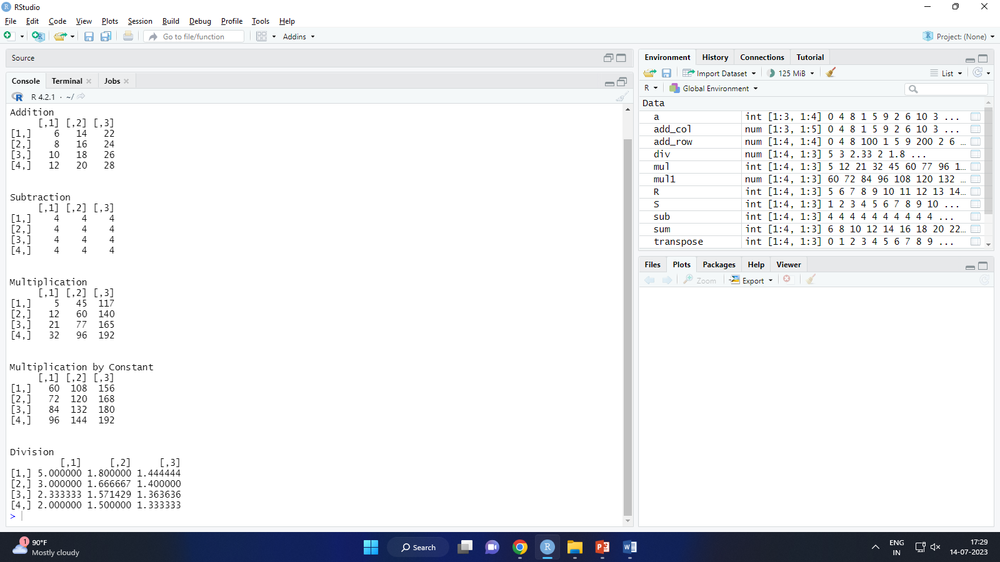 RStudio
File Edit Code View Plots Session Build Debug Profile Tools Help
Go to file/function Addins Project: (None)
Source
Console Terminal Jobs
R 4.2.1 · ~/
Addition
     [,1] [,2] [,3]
[1,]    6   14   22
[2,]    8   16   24
[3,]   10   18   26
[4,]   12   20   28
Subtraction
     [,1] [,2] [,3]
[1,]    4    4    4
[2,]    4    4    4
[3,]    4    4    4
[4,]    4    4    4
Multiplication
     [,1] [,2] [,3]
[1,]    5   45  117
[2,]   12   60  140
[3,]   21   77  165
[4,]   32   96  192
Multiplication by Constant
     [,1] [,2] [,3]
[1,]   60  108  156
[2,]   72  120  168
[3,]   84  132  180
[4,]   96  144  192
Division
         [,1]     [,2]     [,3]
[1,] 5.000000 1.800000 1.444444
[2,] 3.000000 1.666667 1.400000
[3,] 2.333333 1.571429 1.363636
[4,] 2.000000 1.500000 1.333333
>
Environment History Connections Tutorial
Import Dataset 125 MiB List
R Global Environment
Data
a int [1:3, 1:4] 0 4 8 1 5 9 2 6 10 3 ...
add_col num [1:3, 1:5] 0 4 8 1 5 9 2 6 10 3 ...
add_row num [1:4, 1:4] 0 4 8 100 1 5 9 200 2 6 …
div num [1:4, 1:3] 5 3 2.33 2 1.8 ...
mul int [1:4, 1:3] 5 12 21 32 45 60 77 96 1…
mul1 num [1:4, 1:3] 60 72 84 96 108 120 132 …
R int [1:4, 1:3] 5 6 7 8 9 10 11 12 13 14…
S int [1:4, 1:3] 1 2 3 4 5 6 7 8 9 10 ...
sub int [1:4, 1:3] 4 4 4 4 4 4 4 4 4 4 ...
sum int [1:4, 1:3] 6 8 10 12 14 16 18 20 22…
transpose int [1:4, 1:3] 0 1 2 3 4 5 6 7 8 9 ...
Files Plots Packages Help Viewer
Zoom Export
1
90°F
Mostly cloudy
Search
ENG
IN
17:29
14-07-2023